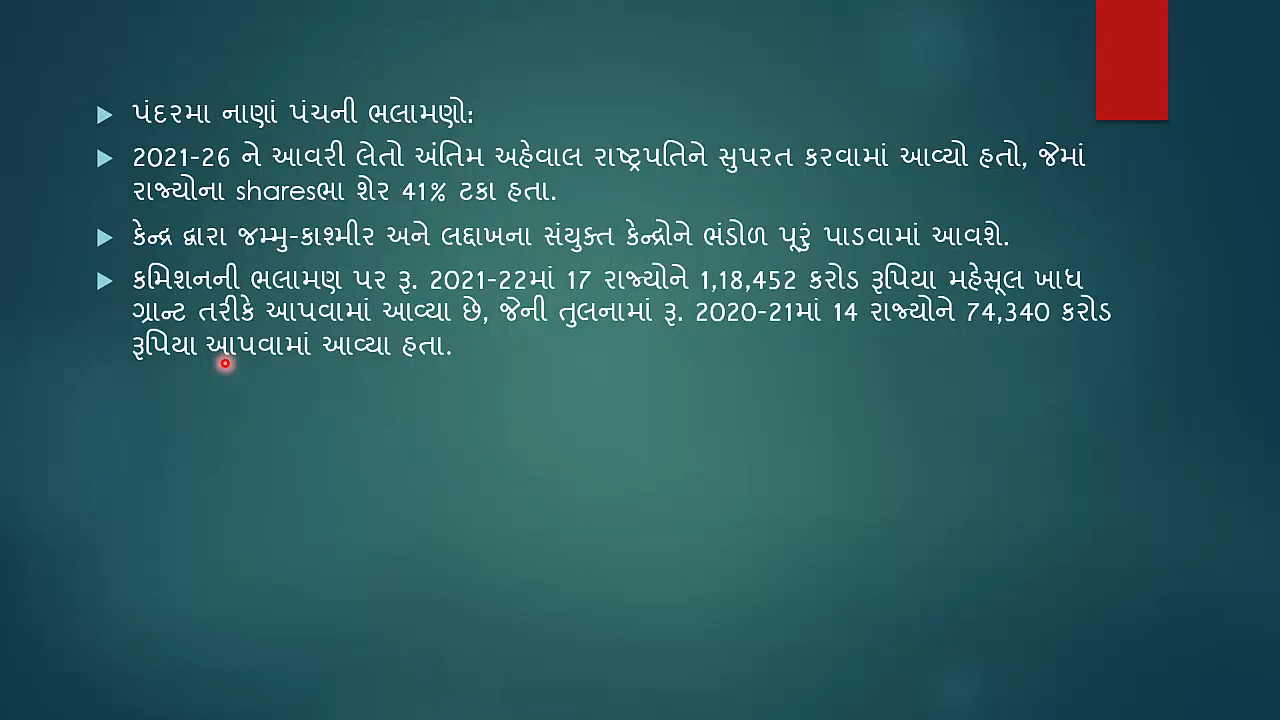 પંદરમા નાણાં પંચની ભલામણો:
2021-26 ને આવરી લેતો અંતિમ અહેવાલ રાષ્ટ્રપતિને સુપરત કરવામાં આવ્યો હતો, જેમાં
રાજ્યોના sharesભા શેર 41% ટકા હતા.
કેન્દ્ર દ્વારા જમ્મુ-કાશ્મીર અને લદ્દાખના સંયુક્ત કેન્દ્રોને ભંડોળ પૂરું પાડવામાં આવશે.
કમિશનની ભલામણ પર રૂ. 2021-22માં 17 રાજ્યોને 1,18,452 કરોડ રૂપિયા મહેસૂલ ખાધ
ગ્રાન્ટ તરીકે આપવામાં આવ્યા છે, જેની તુલનામાં રૂ. 2020-21માં 14 રાજ્યોને 74,340 કરોડ
રૂપિયા આપવામાં આવ્યા હતા.